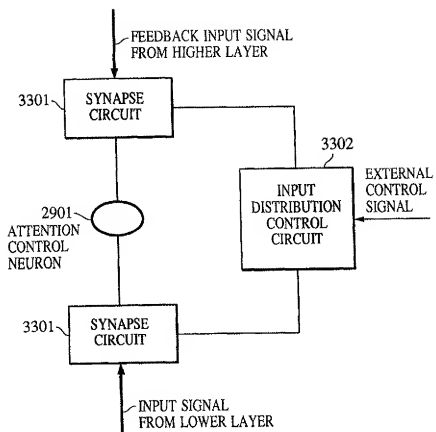 FEEDBACK INPUT SIGNAL
FROM HIGHER LAYER
3301
SYNAPSE
CIRCUIT
3302
INPUT
DISTRIBUTION
CONTROL
CIRCUIT
EXTERNAL
CONTROL
SIGNAL
2901
ATTENTION
CONTROL
NEURON
3301
SYNAPSE
CIRCUIT
INPUT SIGNAL
FROM LOWER LAYER